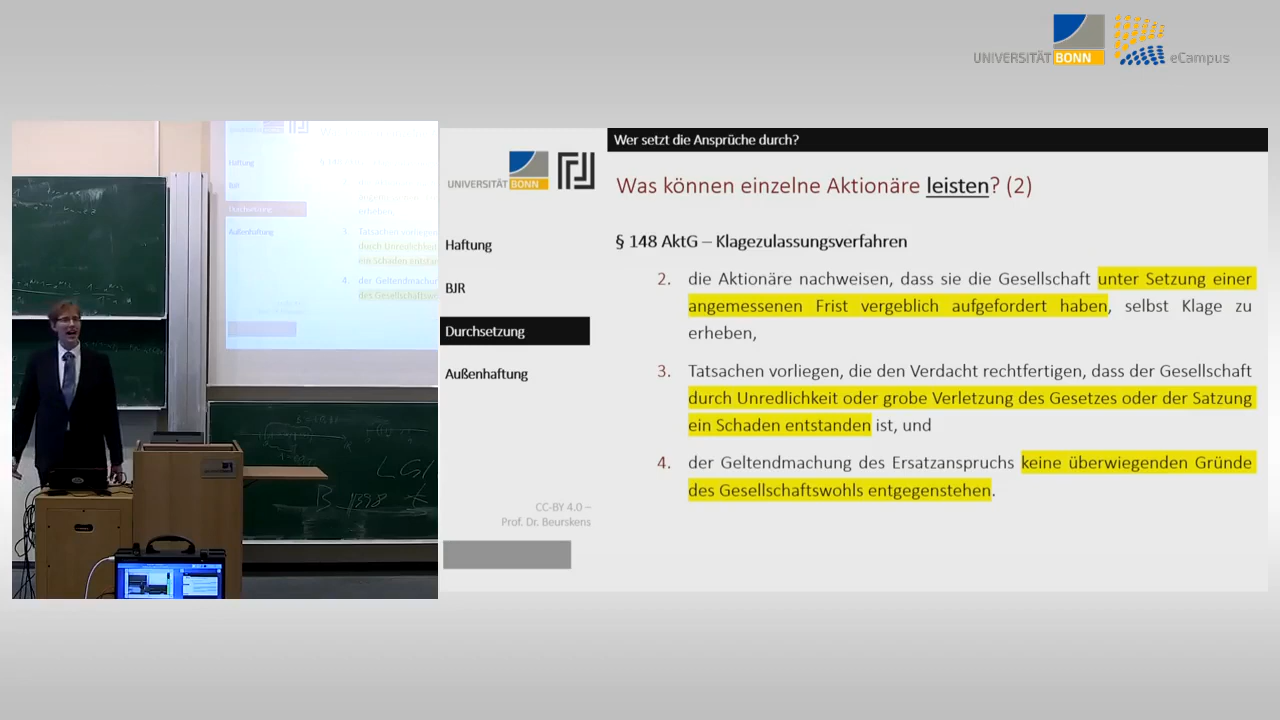 UNIVERSITÄT BONN
eCampus
Wer setzt die Ansprüche durch?
UNIVERSITÄT BONN
Was können einzelne Aktionäre leisten? (2)
§ 148 AktG – Klagezulassungsverfahren
2. die Aktionäre nachweisen, dass sie die Gesellschaft unter Setzung einer
angemessenen Frist vergeblich aufgefordert haben, selbst Klage zu
erheben,
3. Tatsachen vorliegen, die den Verdacht rechtfertigen, dass der Gesellschaft
durch Unredlichkeit oder grobe Verletzung des Gesetzes oder der Satzung
ein Schaden entstanden ist, und
4. der Geltendmachung des Ersatzanspruchs keine überwiegenden Gründe
des Gesellschaftswohls entgegenstehen.
Haftung
BJR
Durchsetzung
Außenhaftung
CC-BY 4.0 –
Prof. Dr. Beurskens
Haftung
BJR
Durchsetzung
Außenhaftung